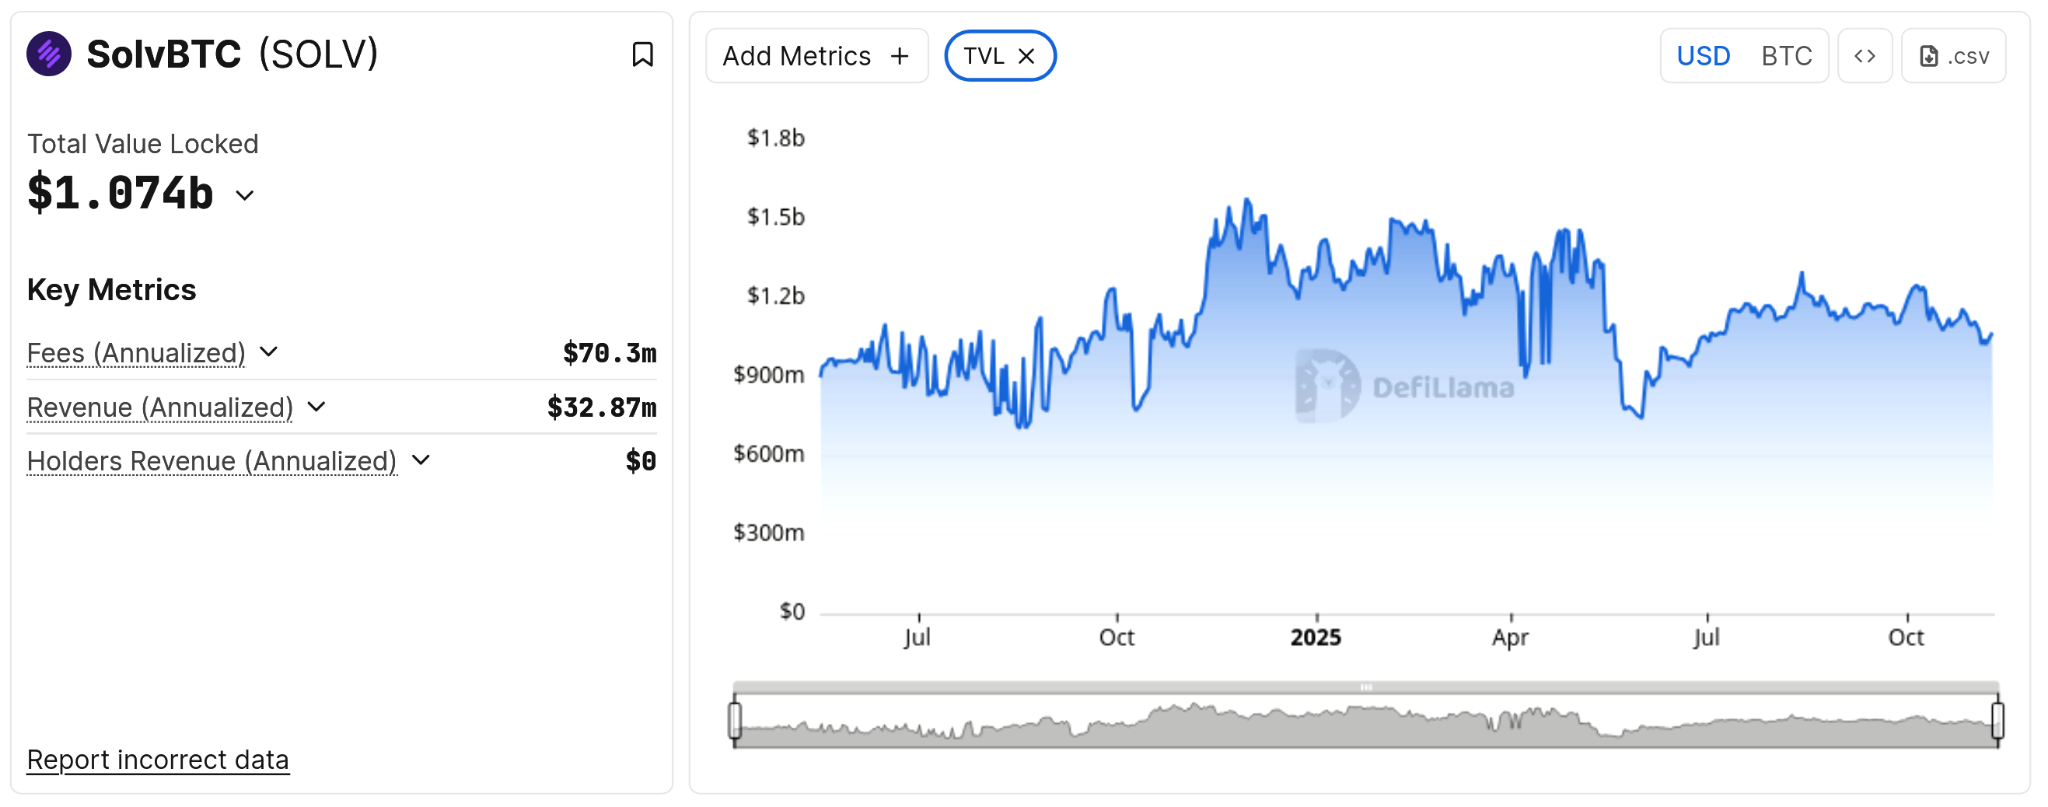 SolvBTC (SOLV)
Total Value Locked
$1.074b
Key Metrics
Fees (Annualized) $70.3m
Revenue (Annualized) $32.87m
Holders Revenue (Annualized) $0
Report incorrect data
Add Metrics + TVL USD BTC .csv
$1.8b
$1.5b
$1.2b
$900m
$600m
$300m
$0
DefiLlama
Jul Oct 2025 Apr Jul Oct